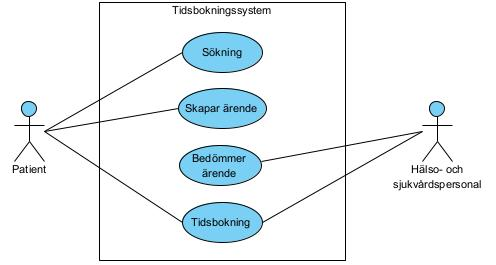 Tidsbokningssystem
Sökning
Skapar ärende
Bedömmer
ärende
Tidsbokning
Patient
Hälso- och
sjukvårdspersonal